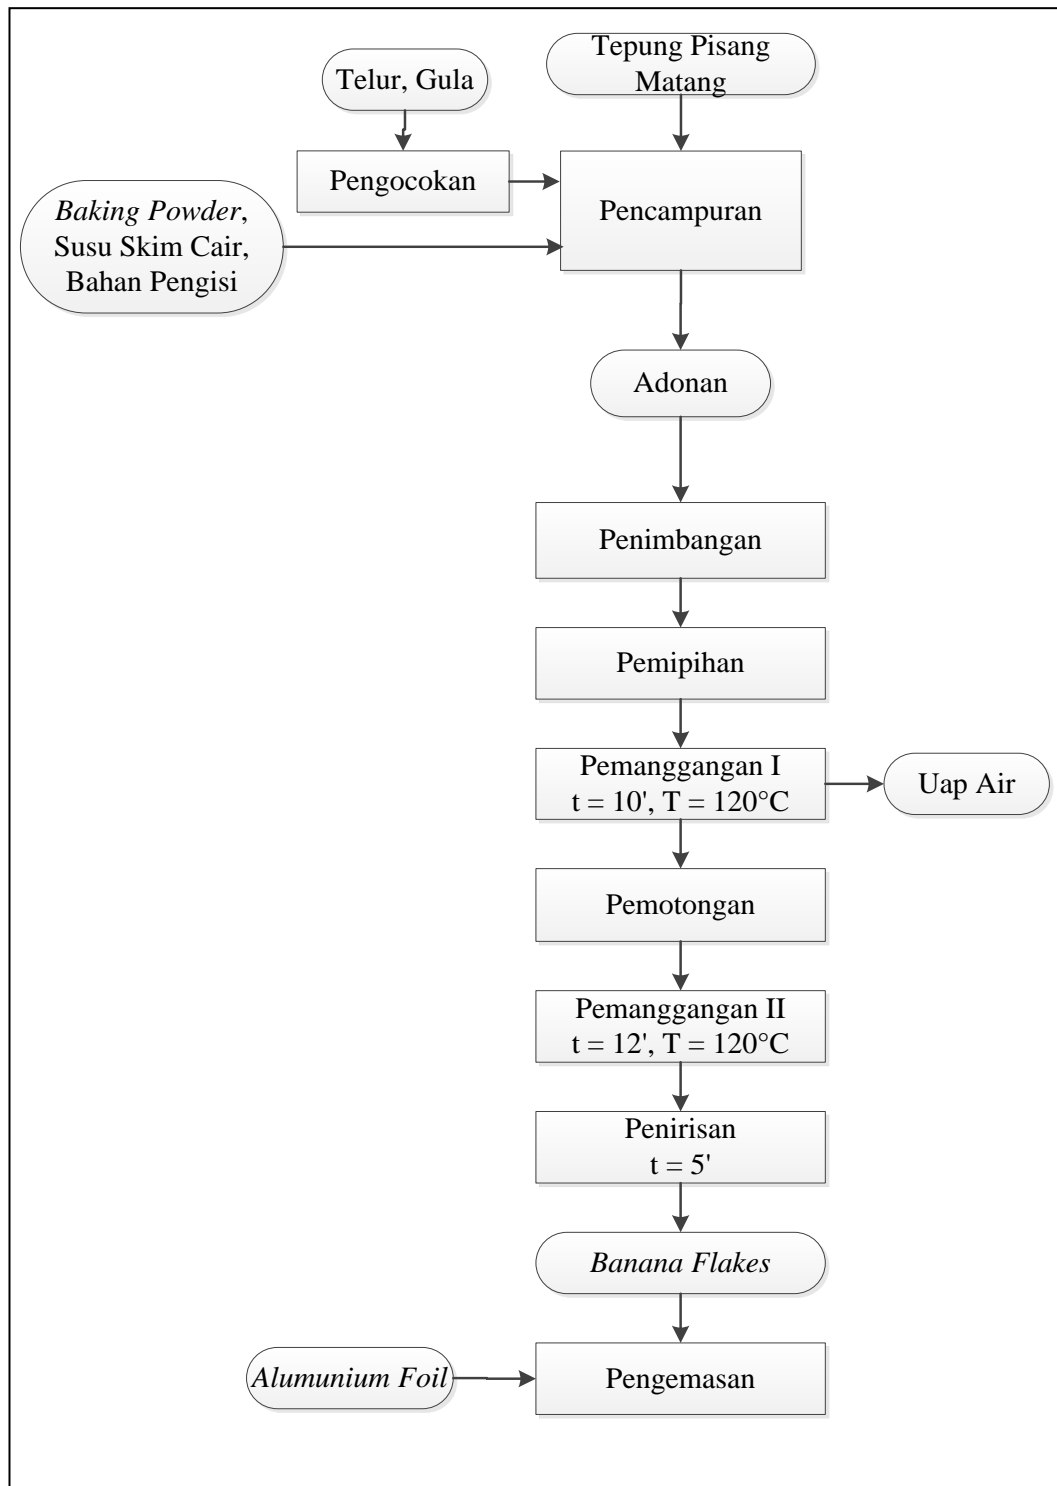 Tepung Pisang
Matang
Telur, Gula
Pengocokan
Pencampuran
Baking Powder,
Susu Skim Cair,
Bahan Pengisi
Adonan
Penimbangan
Pemipihan
Pemanggangan I
t = 10', T = 120°C
Uap Air
Pemotongan
Pemanggangan II
t = 12', T = 120°C
Penirisan
t = 5'
Banana Flakes
Alumunium Foil
Pengemasan